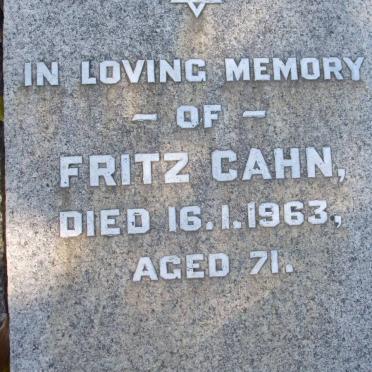 IN LOVING MEMORY
— OF —
FRITZ CAHN,
DIED 16.1.1963,
AGED 71.